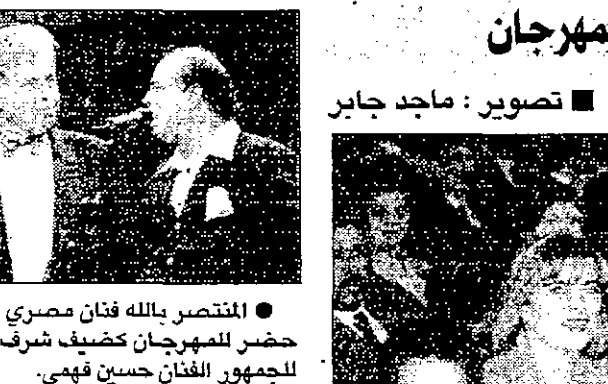 مهرجان
■ تصوير : ماجد جابر
● المنتصر بالله فنان مصري
حضر للمهرجان كضيف شرف
للجمهور الفنان حسين فهمي.